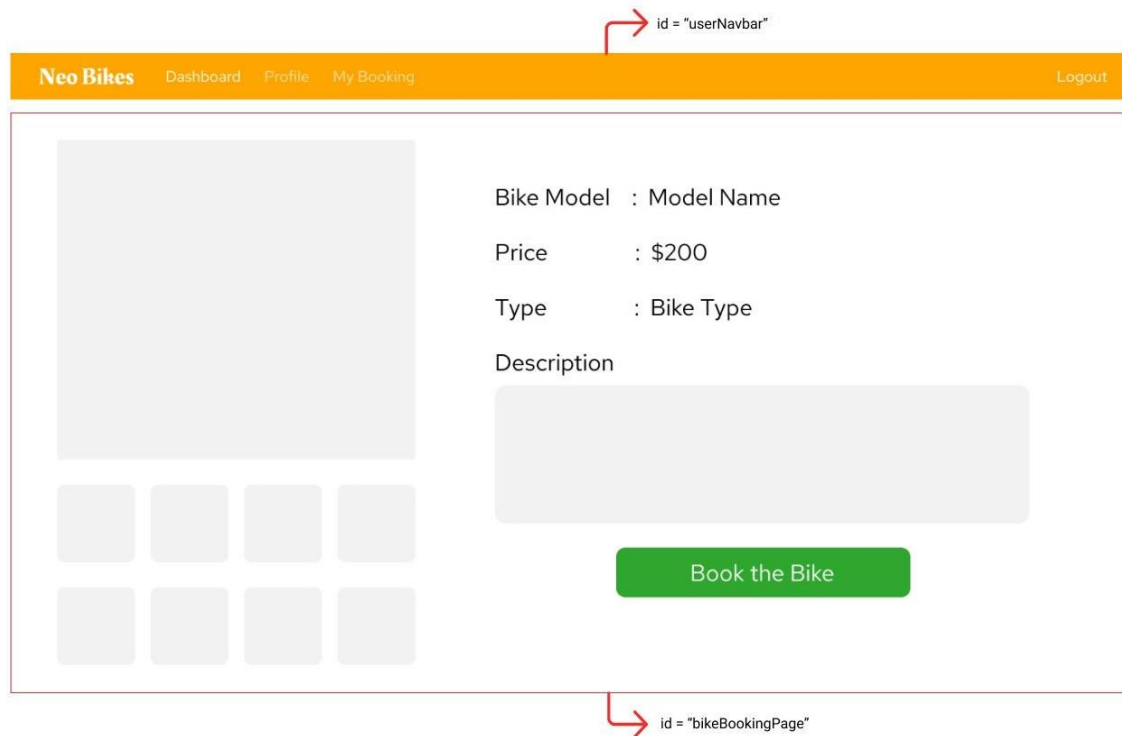 id = “userNavbar”
Neo Bikes Dashboard Profile My Booking Logout
Bike Model : Model Name
Price : $200
Type : Bike Type
Description
Book the Bike
id = “bikeBookingPage”